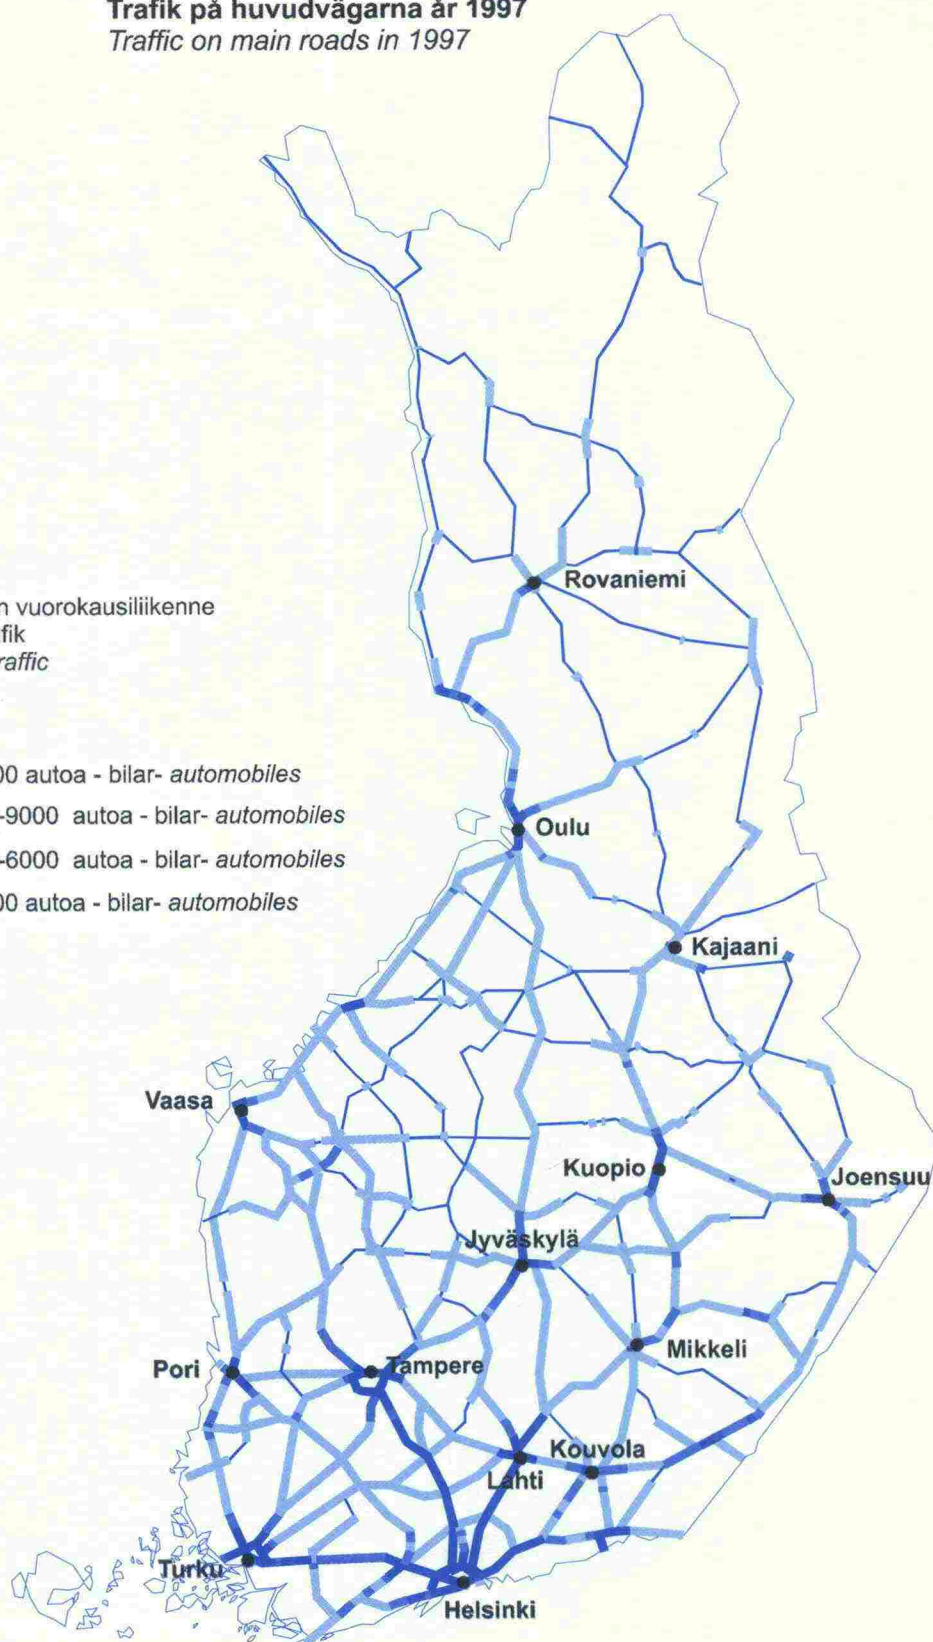 Trafik på huvudvägarna år 1997
Traffic on main roads in 1997
Rovaniemi
n vuorokausiliikenne
fik
raffic
00 autoa - bilar- automobiles
-9000 autoa - bilar- automobiles
-6000 autoa - bilar- automobiles
00 autoa - bilar- automobiles
Oulu
Kajaani
Vaasa
Kuopio
Joensuu
Jyväskylä
Mikkeli
Pori
Tampere
Kouvola
Lahti
Turku
Helsinki